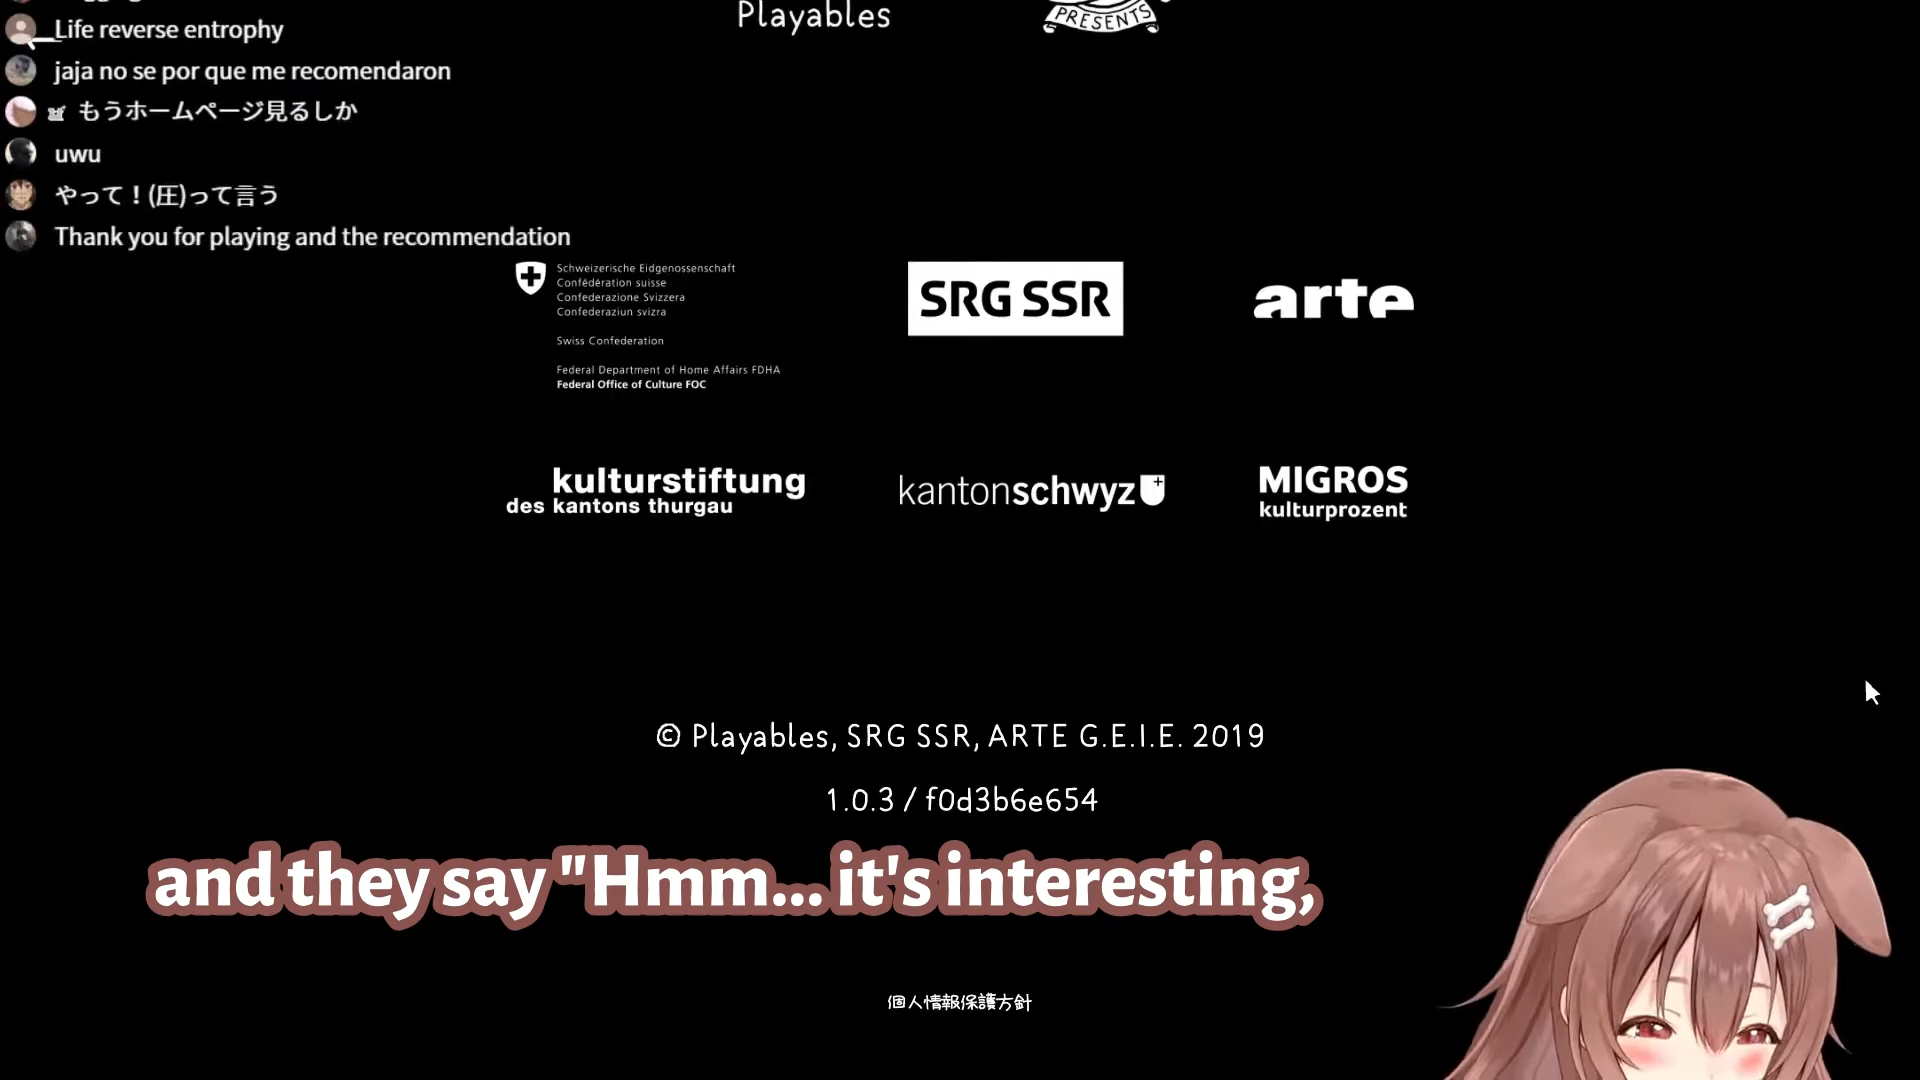 Life reverse entrophy
jaja no se por que me recomendaron
もうホームページ見るしか
uwu
やって！(圧)って言う
Thank you for playing and the recommendation
Playables
PRESENTS
Schweizerische Eidgenossenschaft
Confédération suisse
Confederazione Svizzera
Confederaziun svizra
Swiss Confederation
Federal Department of Home Affairs FDHA
Federal Office of Culture FOC
SRG SSR
arte
kulturstiftung
des kantons thurgau
kantonschwyz
MIGROS
kulturprozent
© Playables, SRG SSR, ARTE G.E.I.E. 2019
1.0.3 / f0d3b6e654
and they say "Hmm... it's interesting,
個人情報保護方針